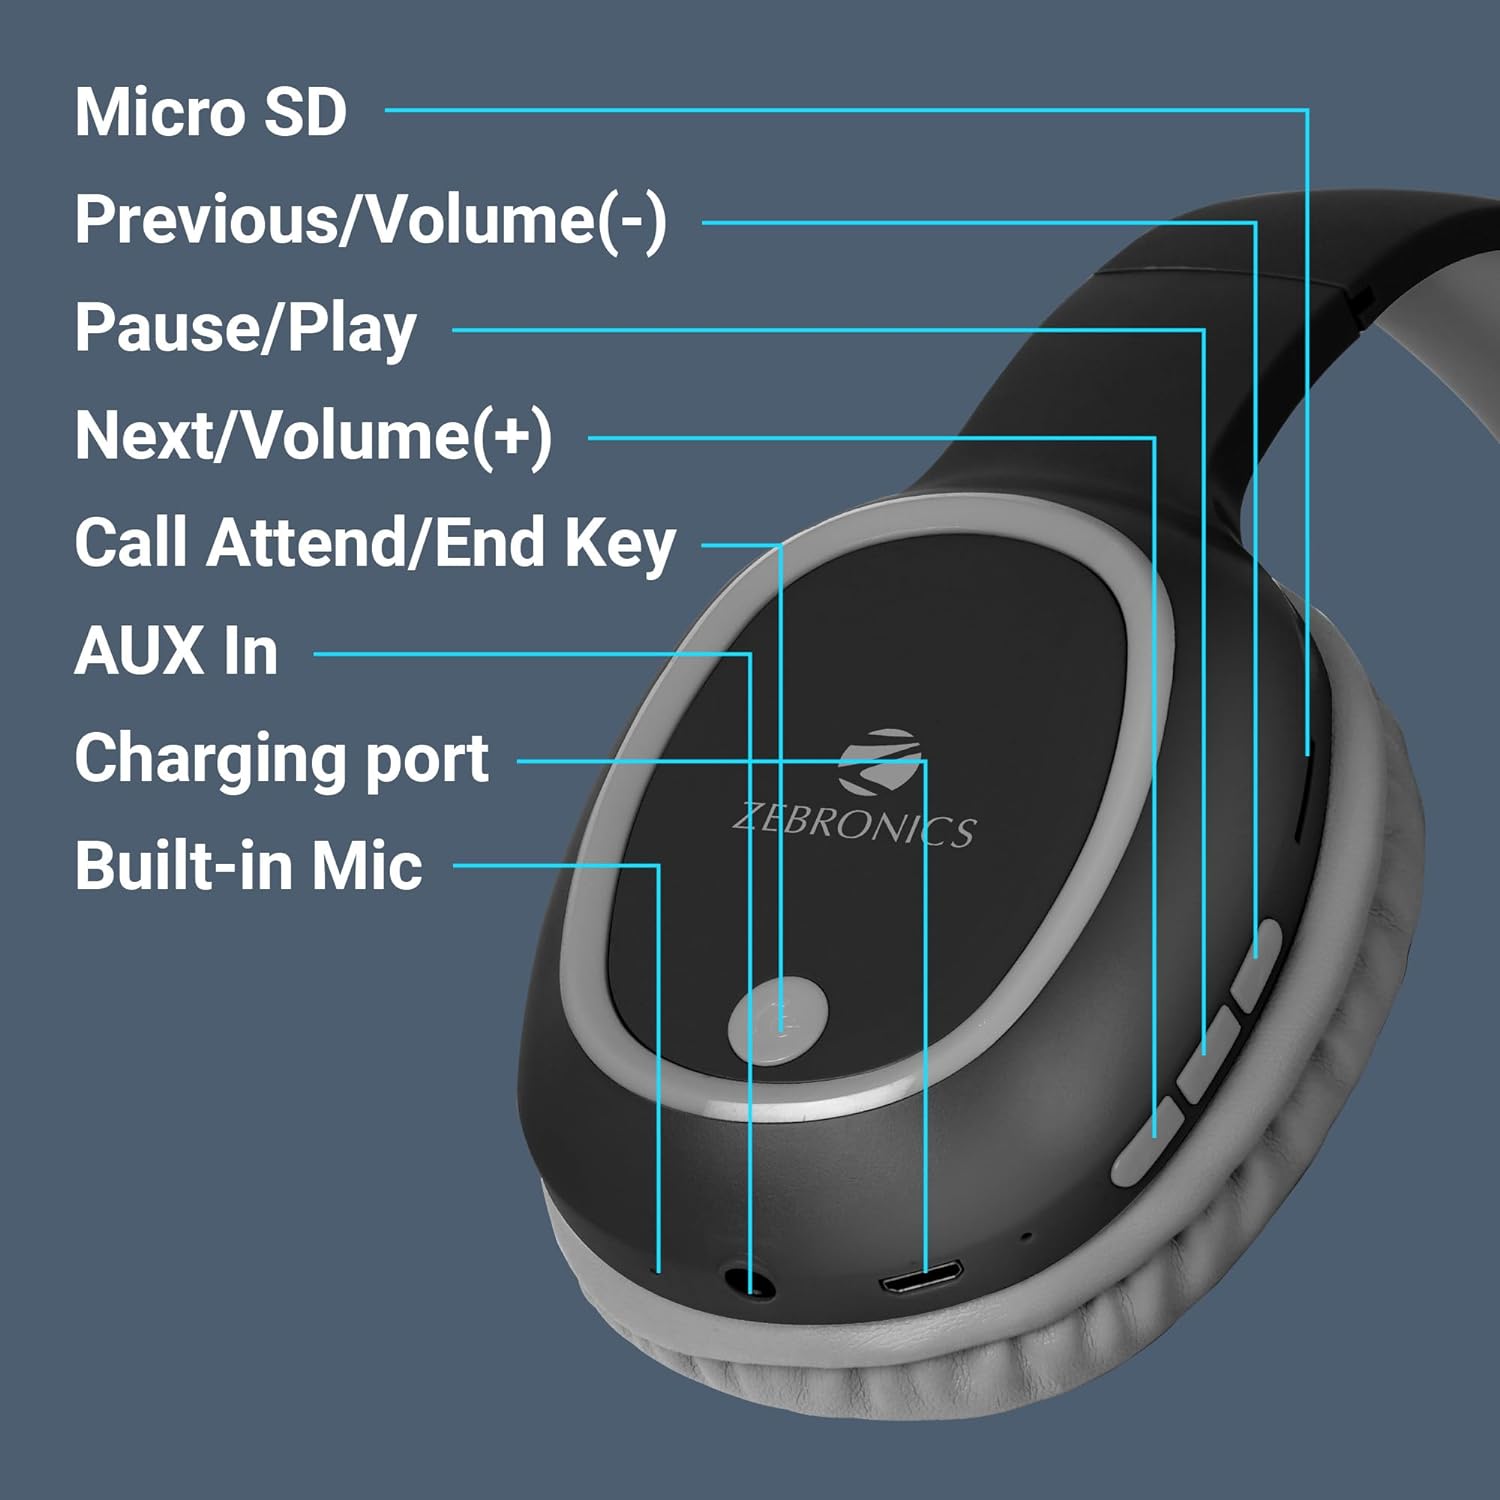 Micro SD
Previous/Volume(-)
Pause/Play
Next/Volume(+)
Call Attend/End Key
AUX In
Charging port
Built-in Mic
ZEBRONICS